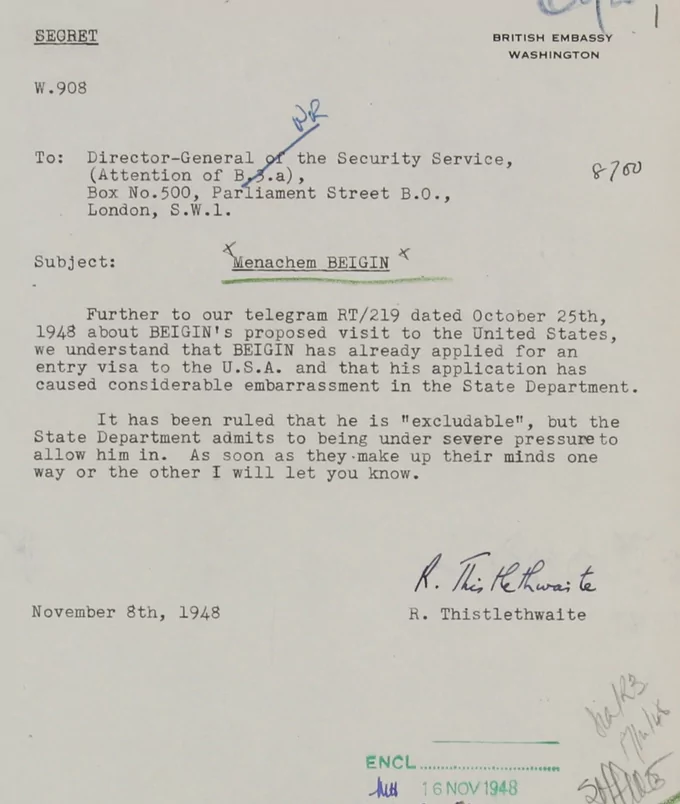 SECRET
BRITISH EMBASSY
WASHINGTON
W.908
NR
To: Director-General of the Security Service,
(Attention of B.3.a),
Box No.500, Parliament Street B.O.,
London, S.W.1.
8700
Subject: Menachem BEIGIN
Further to our telegram RT/219 dated October 25th,
1948 about BEIGIN's proposed visit to the United States,
we understand that BEIGIN has already applied for an
entry visa to the U.S.A. and that his application has
caused considerable embarrassment in the State Department.
It has been ruled that he is "excludable", but the
State Department admits to being under severe pressure to
allow him in. As soon as they make up their minds one
way or the other I will let you know.
R. Thistlethwaite
November 8th, 1948
R. Thistlethwaite
ENCL
16 NOV 1948